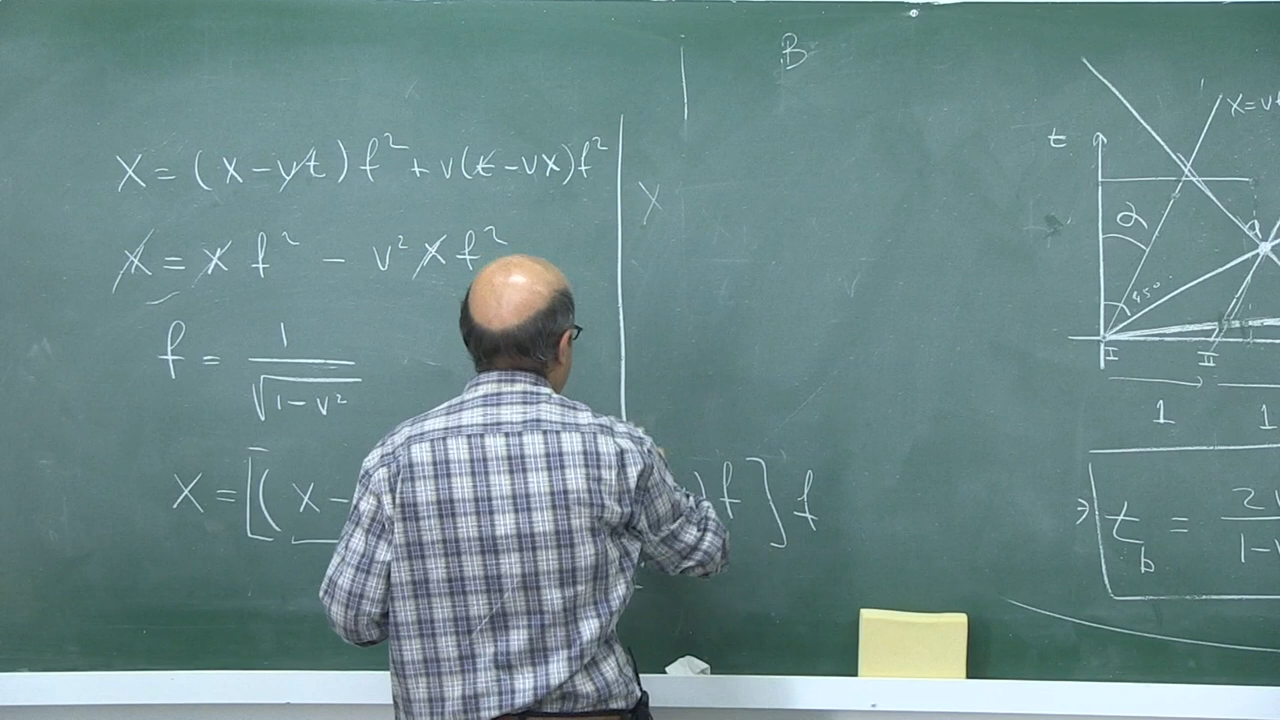 B
X = (x-vt)f² + v(t-vx)f²
X = x f² - v² x f²
f = 1/√(1-v²)
X = [(x-
)f]f
X
x=v
t
α
45°
I
II
1
1
⇒ t_b = 2
1-